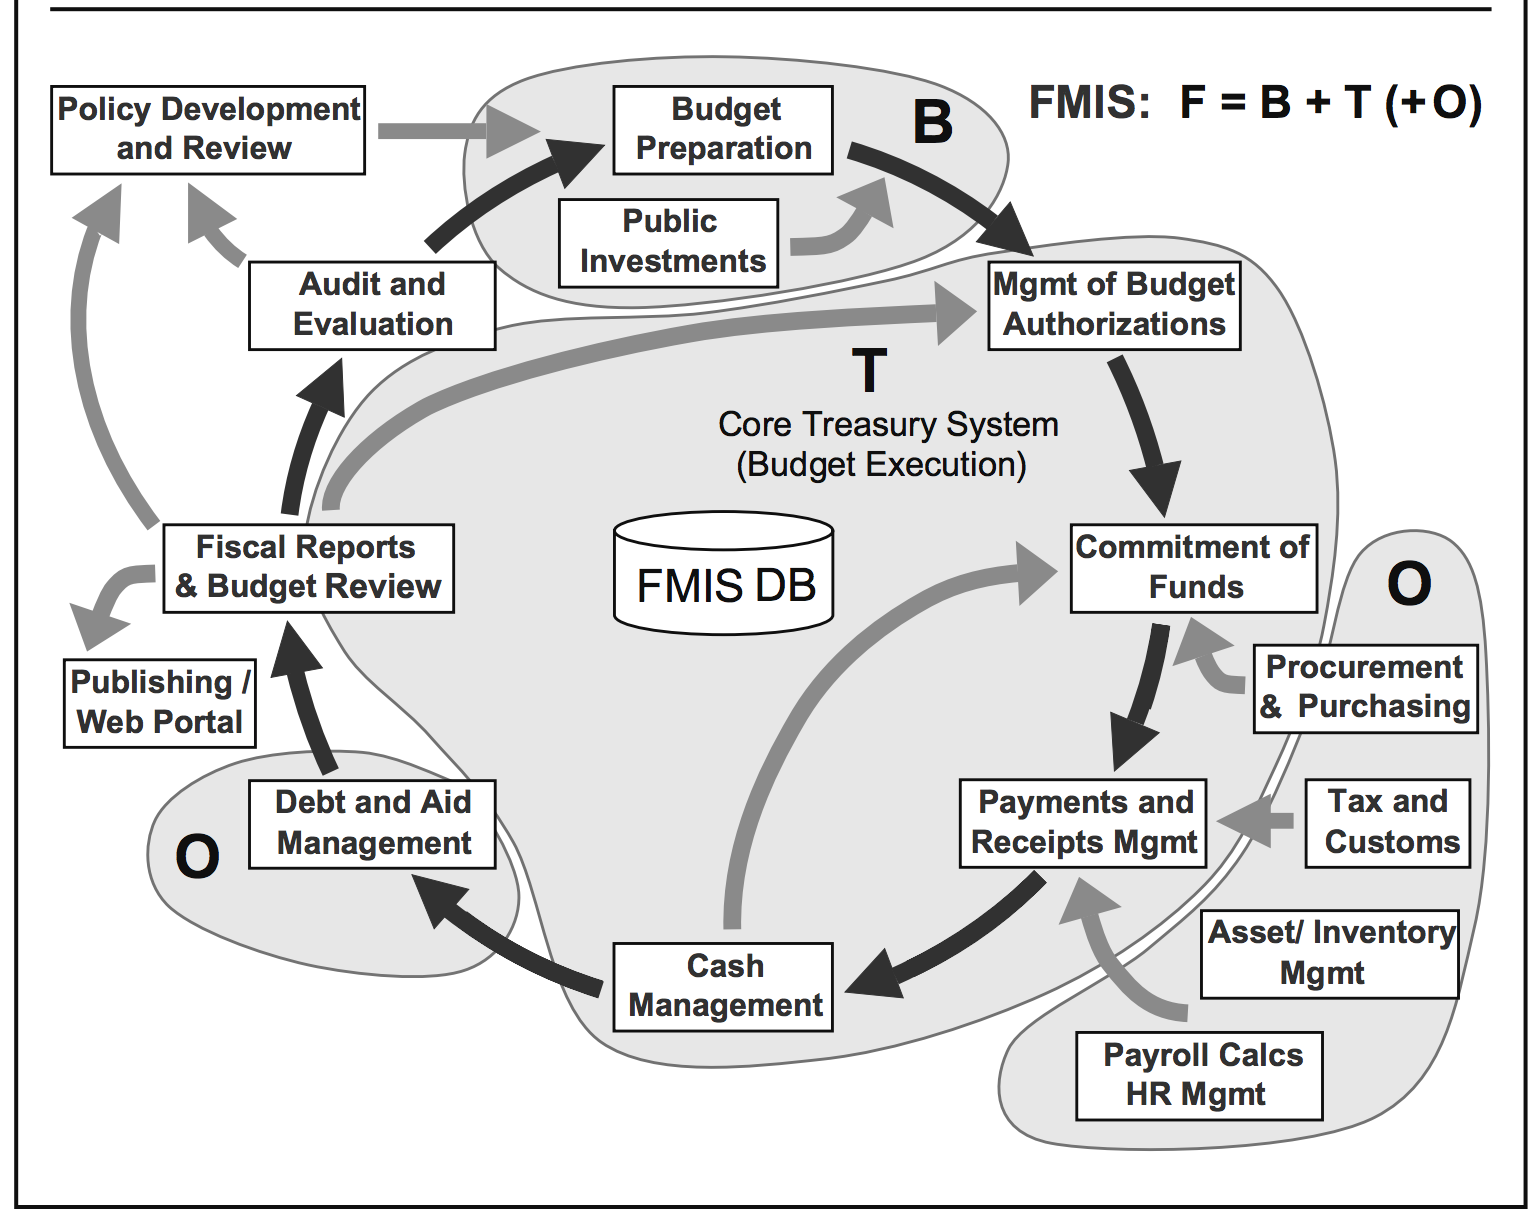 FMIS: F = B + T (+ O)
Policy Development
and Review
Budget
Preparation
B
Public
Investments
Audit and
Evaluation
Mgmt of Budget
Authorizations
T
Core Treasury System
(Budget Execution)
Fiscal Reports
& Budget Review
FMIS DB
Commitment of
Funds
O
Publishing /
Web Portal
Procurement
& Purchasing
Debt and Aid
Management
O
Payments and
Receipts Mgmt
Tax and
Customs
Cash
Management
Asset/ Inventory
Mgmt
Payroll Calcs
HR Mgmt